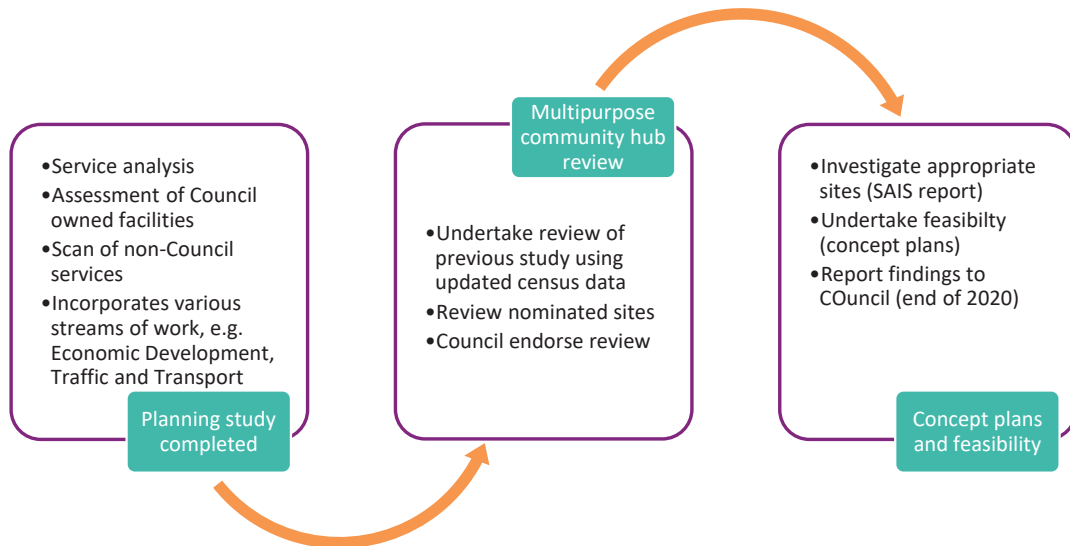 •Service analysis
•Assessment of Council
owned facilities
•Scan of non-Council
services
•Incorporates various
streams of work, e.g.
Economic Development,
Traffic and Transport
Planning study
completed
Multipurpose
community hub
review
•Undertake review of
previous study using
updated census data
•Review nominated sites
•Council endorse review
•Investigate appropriate
sites (SAIS report)
•Undertake feasibilty
(concept plans)
•Report findings to
COuncil (end of 2020)
Concept plans
and feasibility